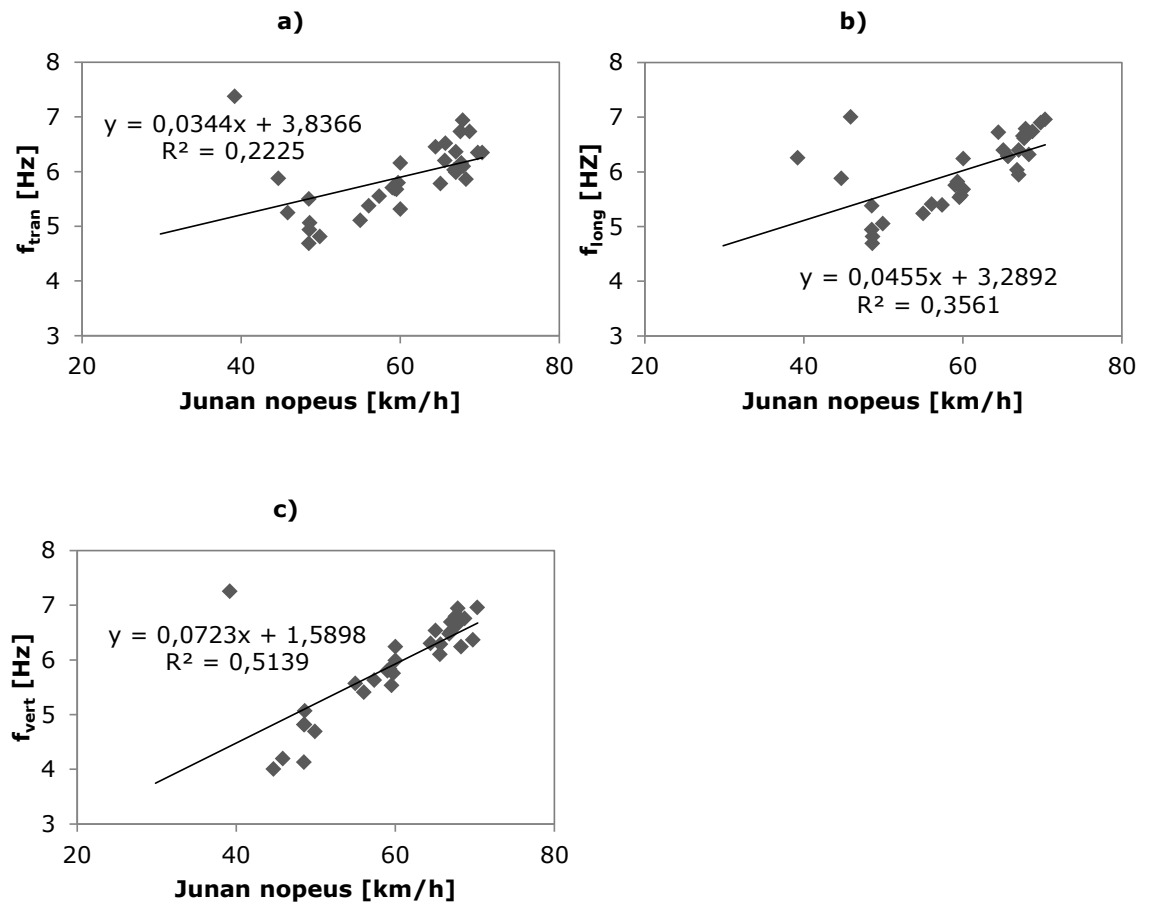 a)
8
7
6
5
4
3
f_tran [Hz]
y = 0,0344x + 3,8366
R² = 0,2225
20 40 60 80
Junan nopeus [km/h]
b)
8
7
6
5
4
3
f_long [HZ]
y = 0,0455x + 3,2892
R² = 0,3561
20 40 60 80
Junan nopeus [km/h]
c)
8
7
6
5
4
3
f_vert [Hz]
y = 0,0723x + 1,5898
R² = 0,5139
20 40 60 80
Junan nopeus [km/h]